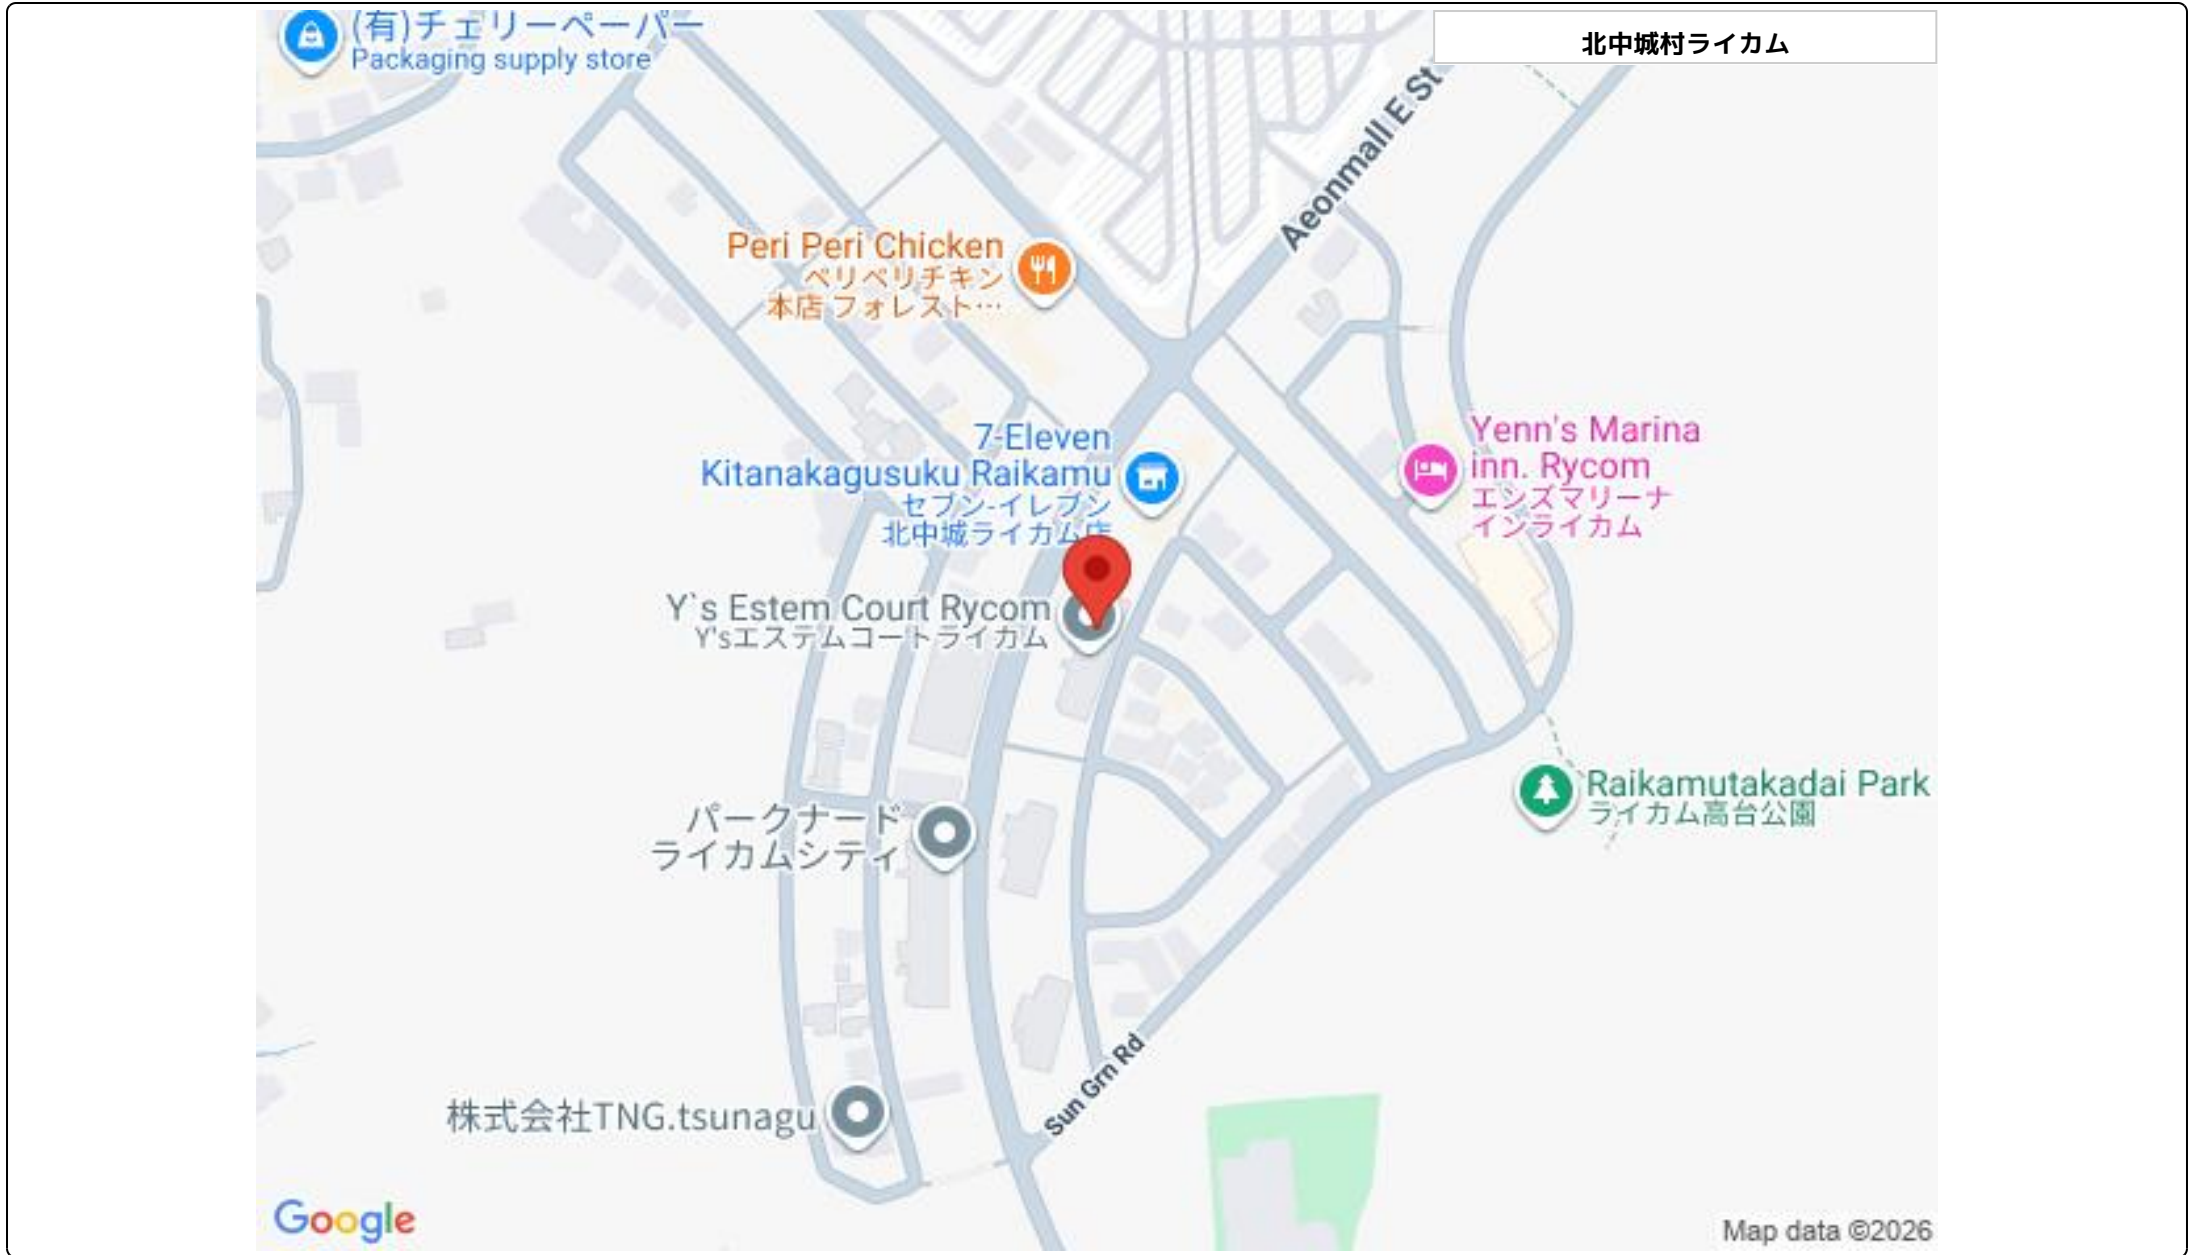 (有)チェリーペーパー
Packaging supply store
北中城村ライカム
Aeonmall E St
Peri Peri Chicken
ペリペリチキン
本店 フォレスト…
7-Eleven
Kitanakagusuku Raikamu
セブン-イレブン
北中城ライカム店
Yenn's Marina
inn. Rycom
エンズマリーナ
インライカム
Y`s Estem Court Rycom
Y'sエステムコートライカム
Raikamutakadai Park
ライカム高台公園
パークナード
ライカムシティ
Sun Grn Rd
株式会社TNG.tsunagu
Google
Map data ©2026